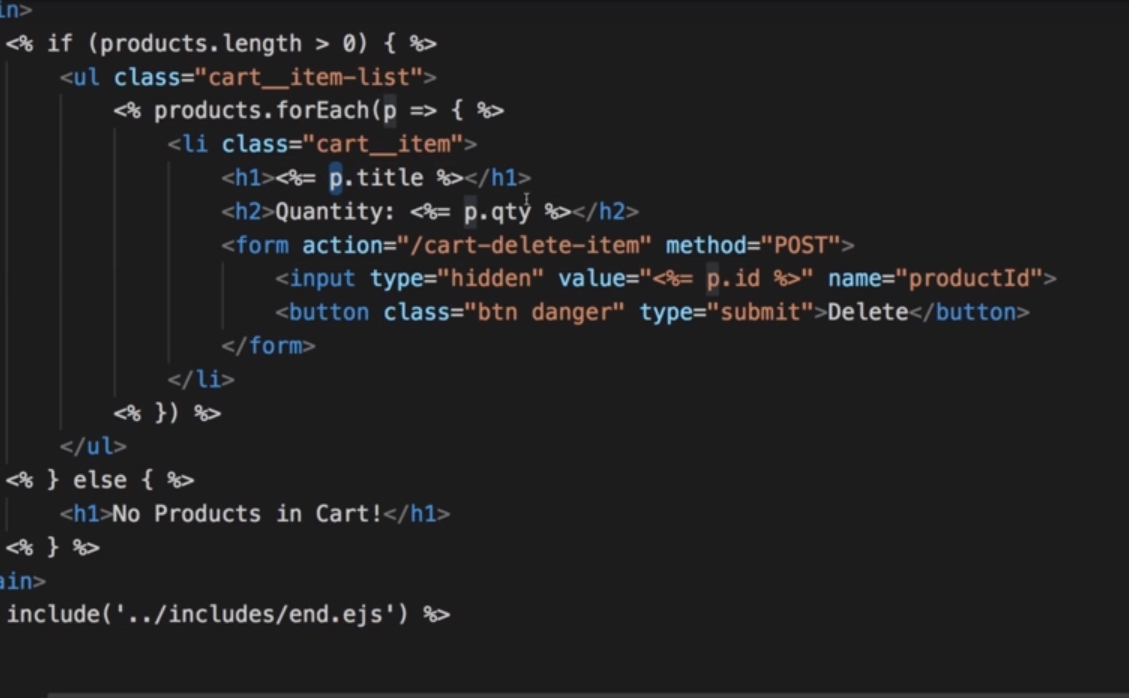 in>
<% if (products.length > 0) { %>
<ul class="cart__item-list">
<% products.forEach(p => { %>
<li class="cart__item">
<h1><%= p.title %></h1>
<h2>Quantity: <%= p.qty %></h2>
<form action="/cart-delete-item" method="POST">
<input type="hidden" value="<%= p.id %>" name="productId">
<button class="btn danger" type="submit">Delete</button>
</form>
</li>
<% }) %>
</ul>
<% } else { %>
<h1>No Products in Cart!</h1>
<% } %>
ain>
include('../includes/end.ejs') %>